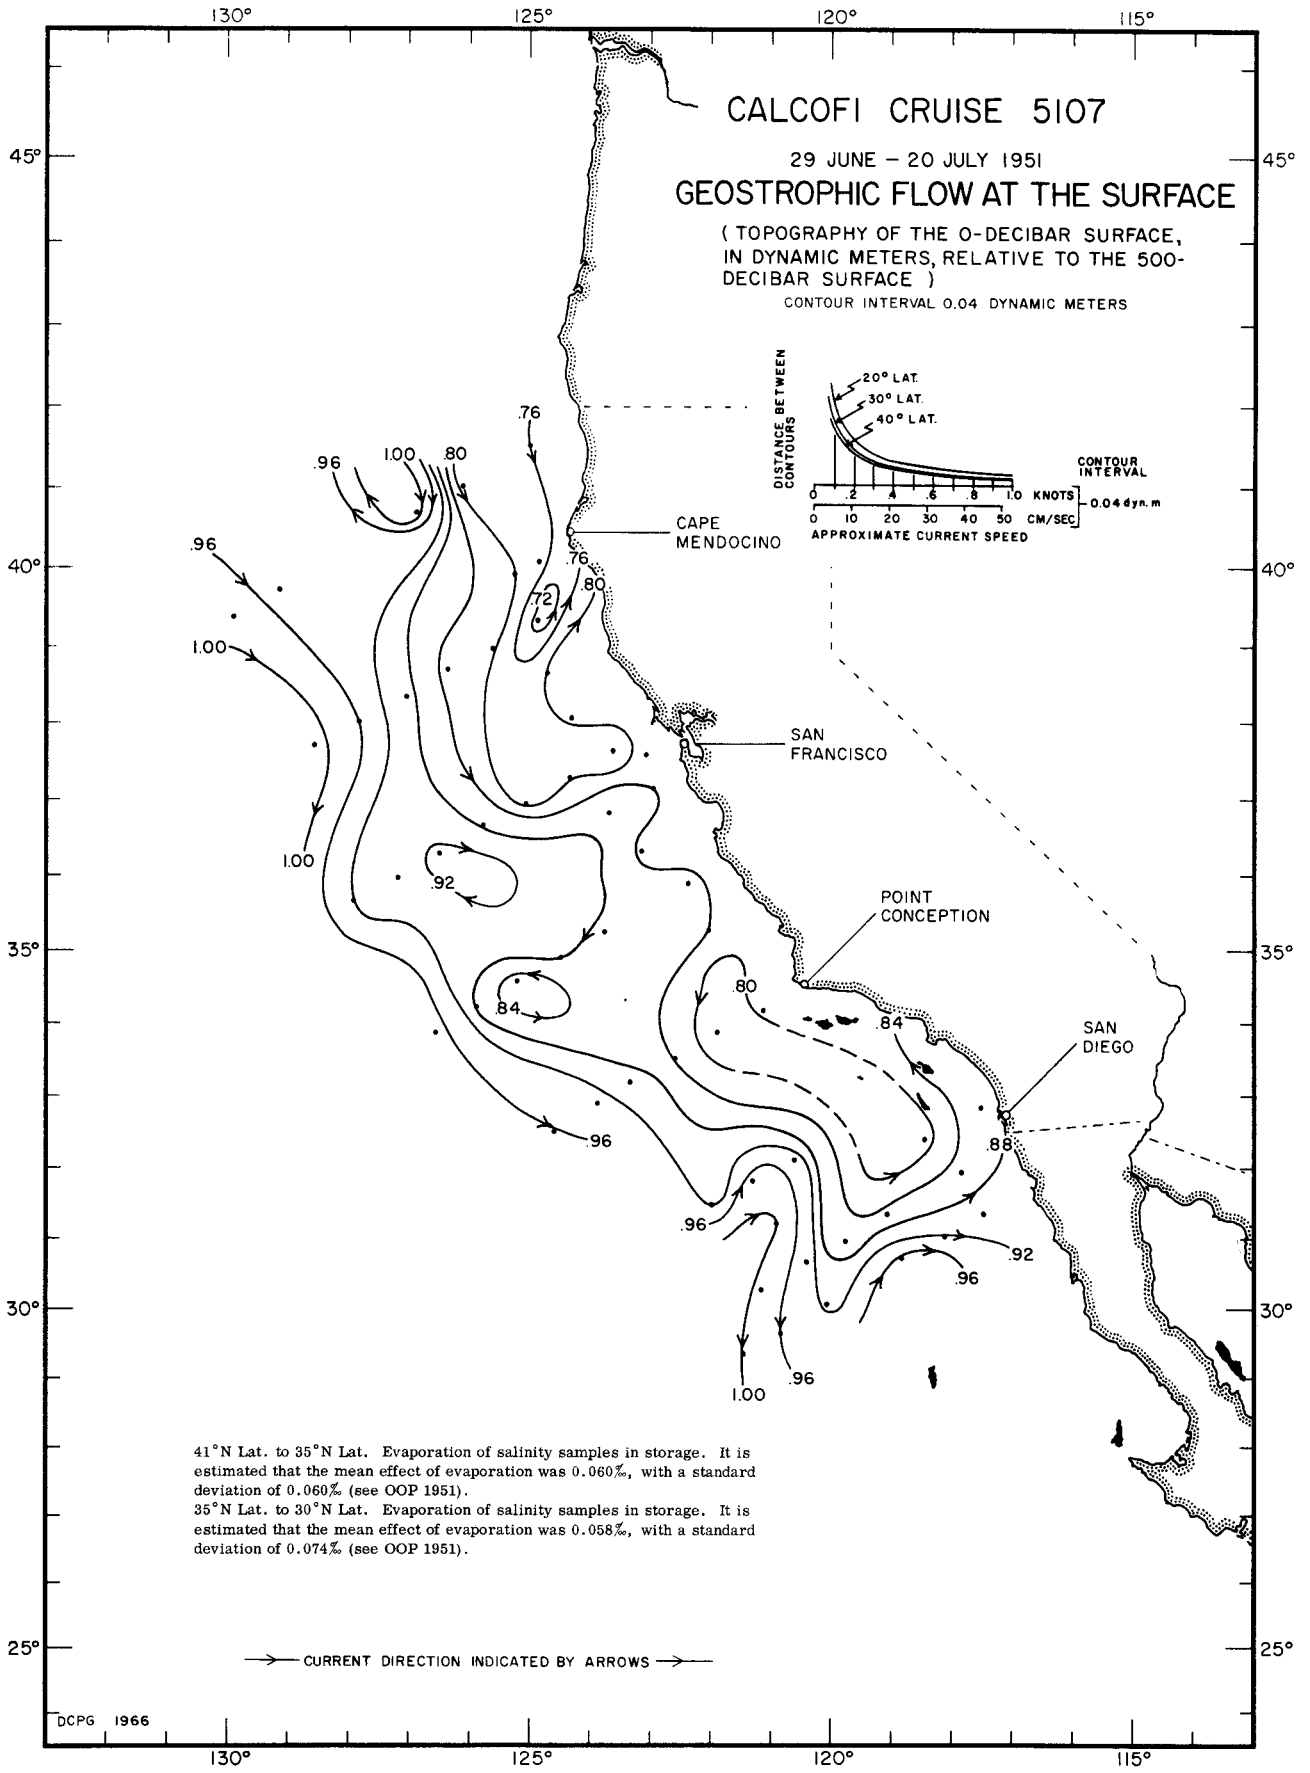 130° 125° 120° 115°
CALCOFI CRUISE 5107
45° 45°
29 JUNE – 20 JULY 1951
GEOSTROPHIC FLOW AT THE SURFACE
( TOPOGRAPHY OF THE 0-DECIBAR SURFACE,
IN DYNAMIC METERS, RELATIVE TO THE 500-
DECIBAR SURFACE )
CONTOUR INTERVAL 0.04 DYNAMIC METERS
DISTANCE BETWEEN
CONTOURS
20° LAT.
30° LAT.
40° LAT.
CONTOUR
INTERVAL
0 .2 .4 .6 .8 1.0 KNOTS
0.04 dyn. m
0 10 20 30 40 50 CM/SEC
APPROXIMATE CURRENT SPEED
.76
.96 1.00 .80
CAPE
MENDOCINO
.96
.76
40° 40°
.80
.72
1.00
SAN
FRANCISCO
1.00
.92
POINT
CONCEPTION
35° 35°
.80
.84
.84
SAN
DIEGO
.96
.88
.96
.92
.96
30° 30°
.96
1.00
41°N Lat. to 35°N Lat. Evaporation of salinity samples in storage. It is
estimated that the mean effect of evaporation was 0.060‰, with a standard
deviation of 0.060‰ (see OOP 1951).
35°N Lat. to 30°N Lat. Evaporation of salinity samples in storage. It is
estimated that the mean effect of evaporation was 0.058‰, with a standard
deviation of 0.074‰ (see OOP 1951).
25° 25°
CURRENT DIRECTION INDICATED BY ARROWS
DCPG 1966
130° 125° 120° 115°